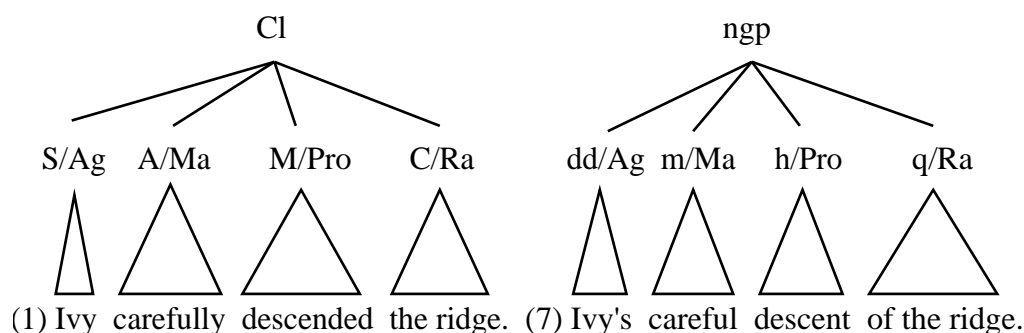 Cl ngp
S/Ag A/Ma M/Pro C/Ra dd/Ag m/Ma h/Pro q/Ra
(1) Ivy carefully descended the ridge. (7) Ivy's careful descent of the ridge.